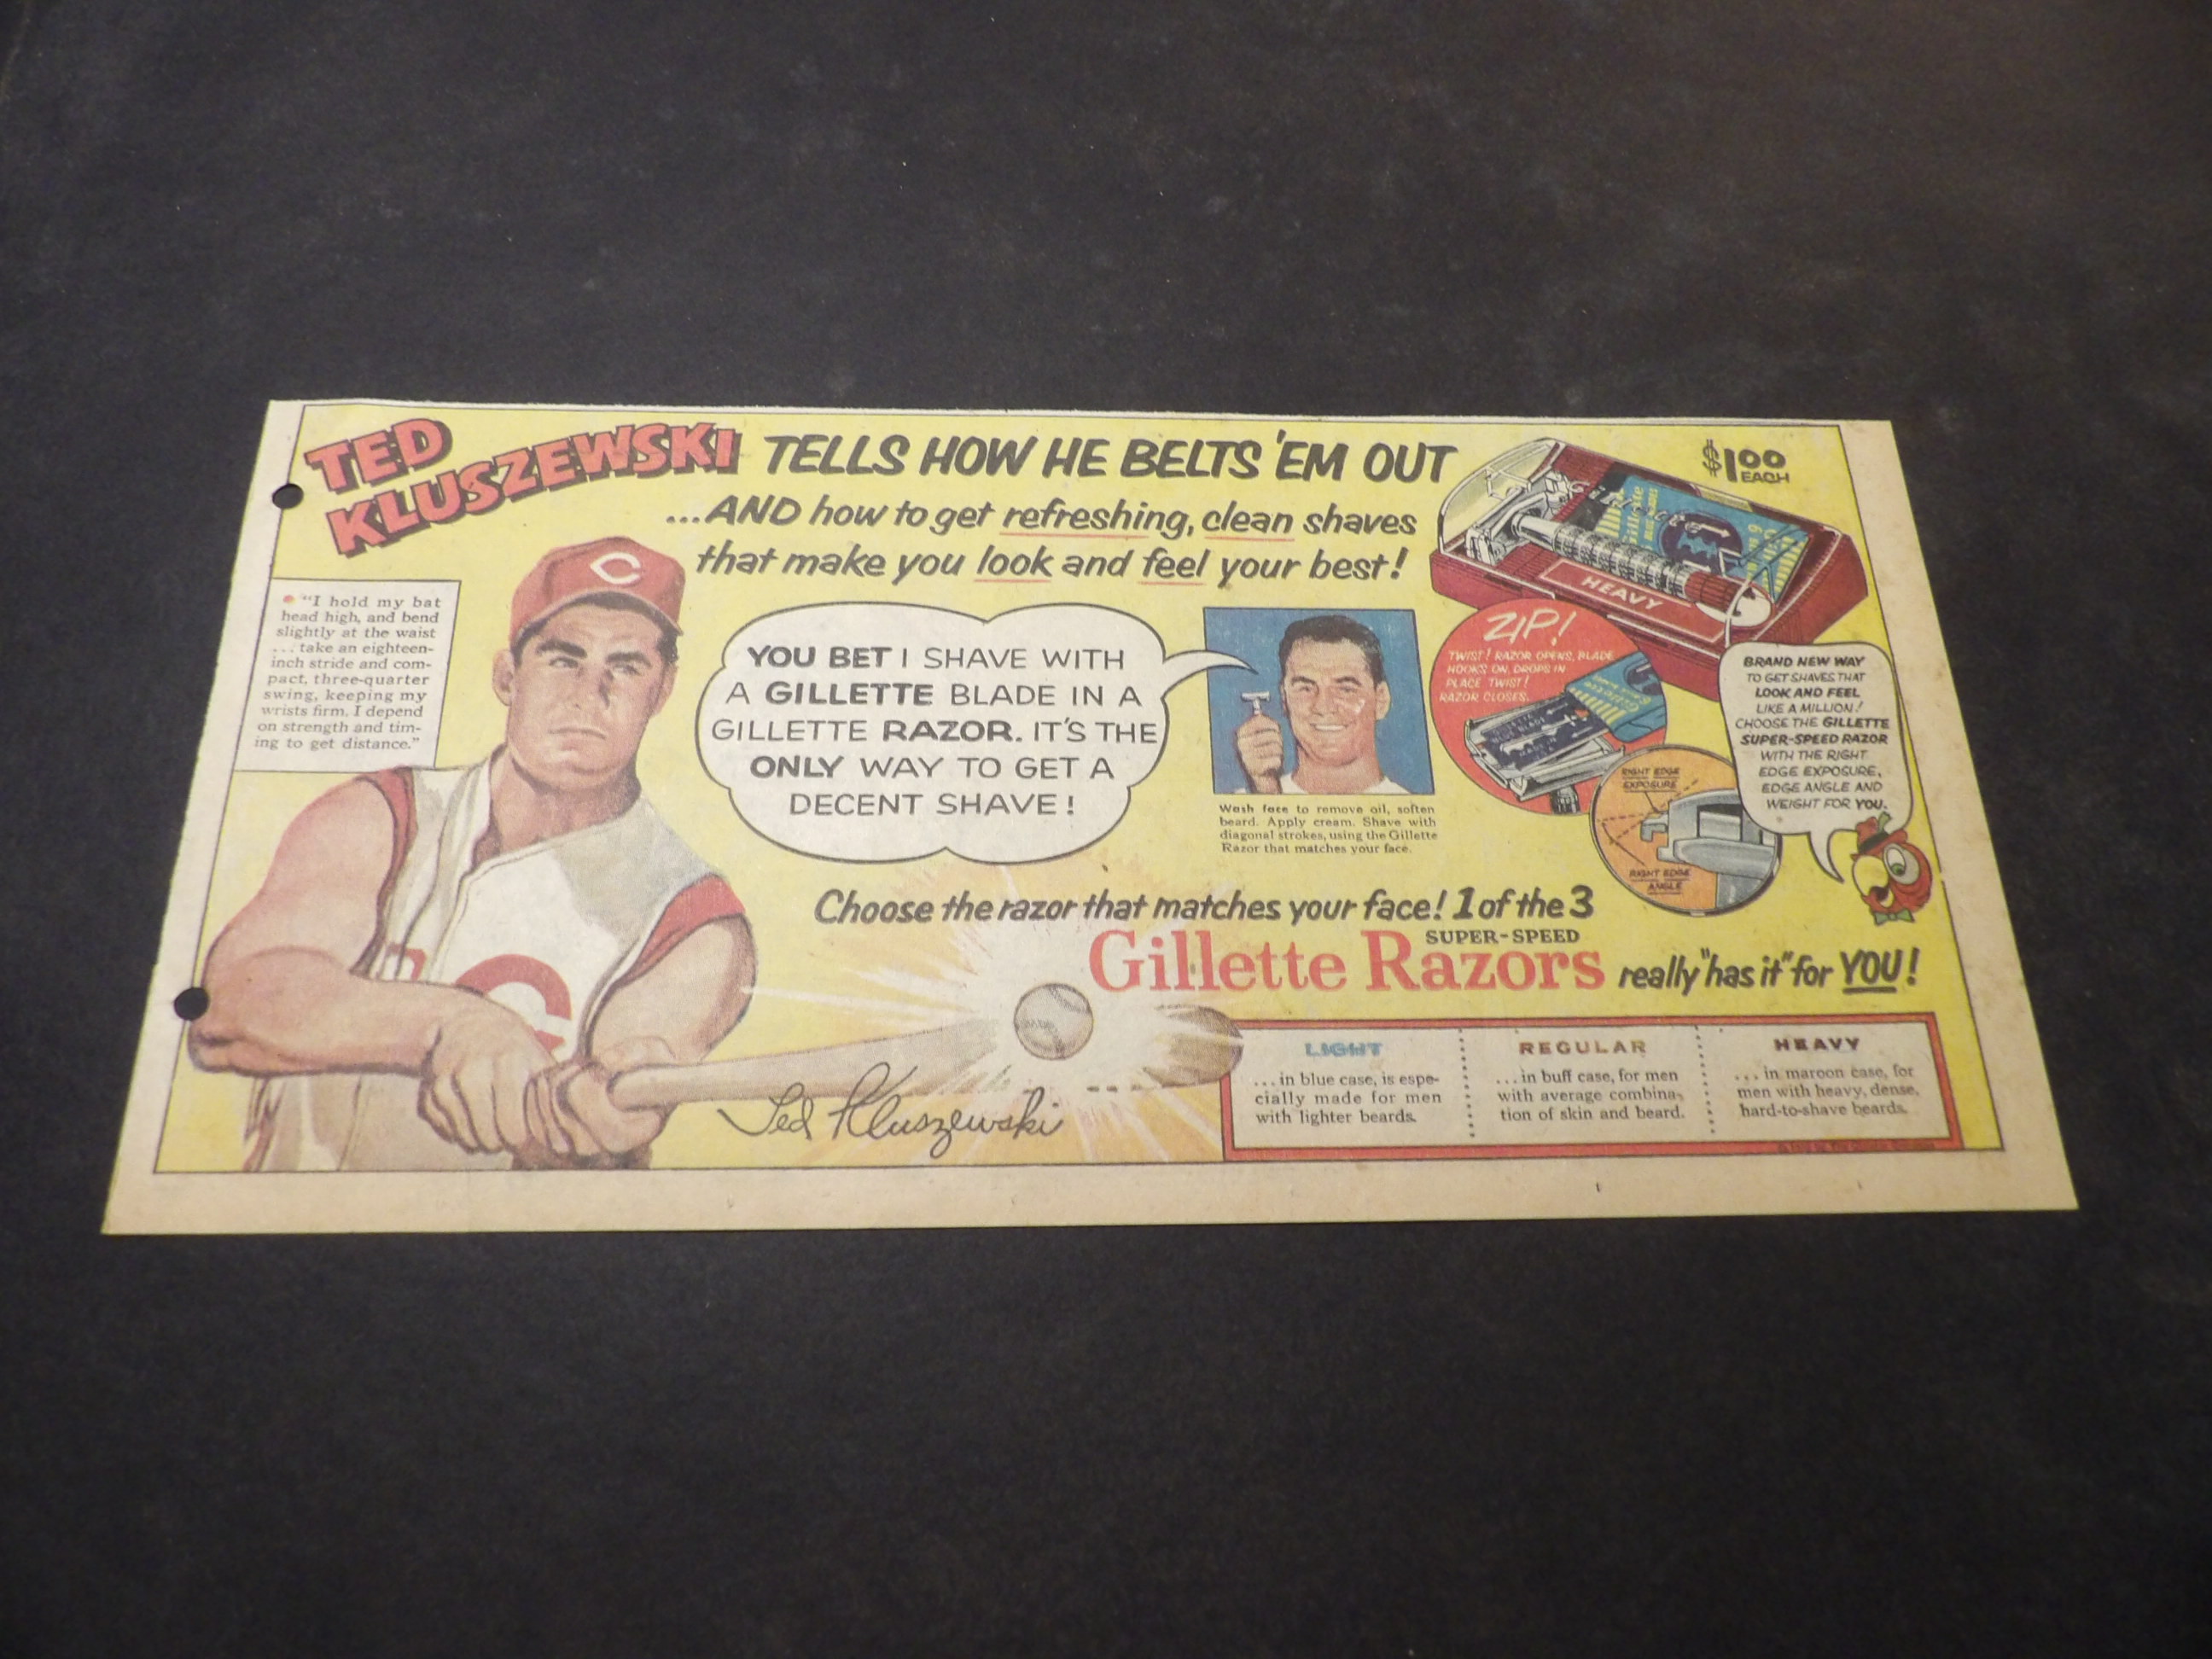 TED
KLUSZEWSKI
TELLS HOW HE BELTS 'EM OUT
...AND how to get refreshing, clean shaves
that make you look and feel your best!
$1.00
EACH
• "I hold my bat
head high, and bend
slightly at the waist
... take an eighteen-
inch stride and com-
pact, three-quarter
swing, keeping my
wrists firm. I depend
on strength and tim-
ing to get distance."
C
YOU BET I SHAVE WITH
A GILLETTE BLADE IN A
GILLETTE RAZOR. IT'S THE
ONLY WAY TO GET A
DECENT SHAVE!
Wash face to remove oil, soften
beard. Apply cream. Shave with
diagonal strokes, using the Gillette
Razor that matches your face.
HEAVY
ZIP!
TWIST! RAZOR OPENS, BLADE
HOOKS ON, DROPS IN
PLACE TWIST!
RAZOR CLOSES.
RIGHT EDGE
EXPOSURE
RIGHT EDGE
ANGLE
BRAND NEW WAY
TO GET SHAVES THAT
LOOK AND FEEL
LIKE A MILLION!
CHOOSE THE GILLETTE
SUPER-SPEED RAZOR
WITH THE RIGHT
EDGE EXPOSURE,
EDGE ANGLE AND
WEIGHT FOR YOU.
Choose the razor that matches your face! 1 of the 3
SUPER-SPEED
Gillette Razors really "has it" for YOU!
Ted Kluszewski
LIGHT
... in blue case, is espe-
cially made for men
with lighter beards.
REGULAR
... in buff case, for men
with average combina-
tion of skin and beard.
HEAVY
... in maroon case, for
men with heavy, dense,
hard-to-shave beards.